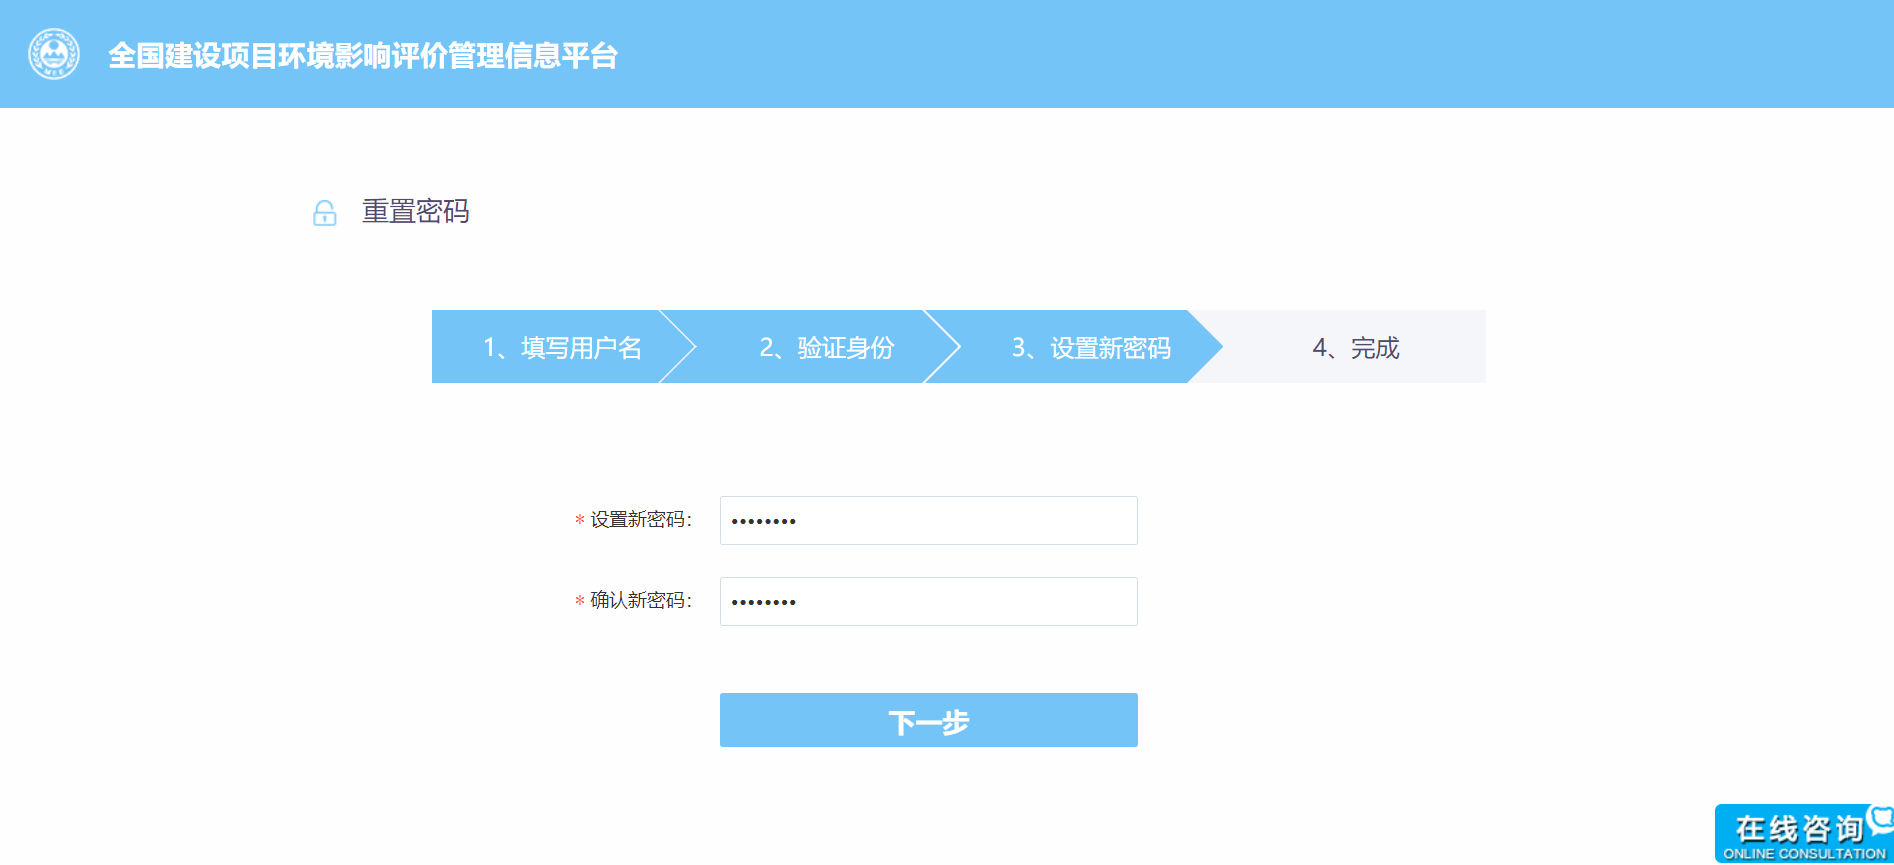 MEE
全国建设项目环境影响评价管理信息平台
重置密码
1、填写用户名
2、验证身份
3、设置新密码
4、完成
* 设置新密码：
••••••••
* 确认新密码：
••••••••
下一步
在线咨询
ONLINE CONSULTATION